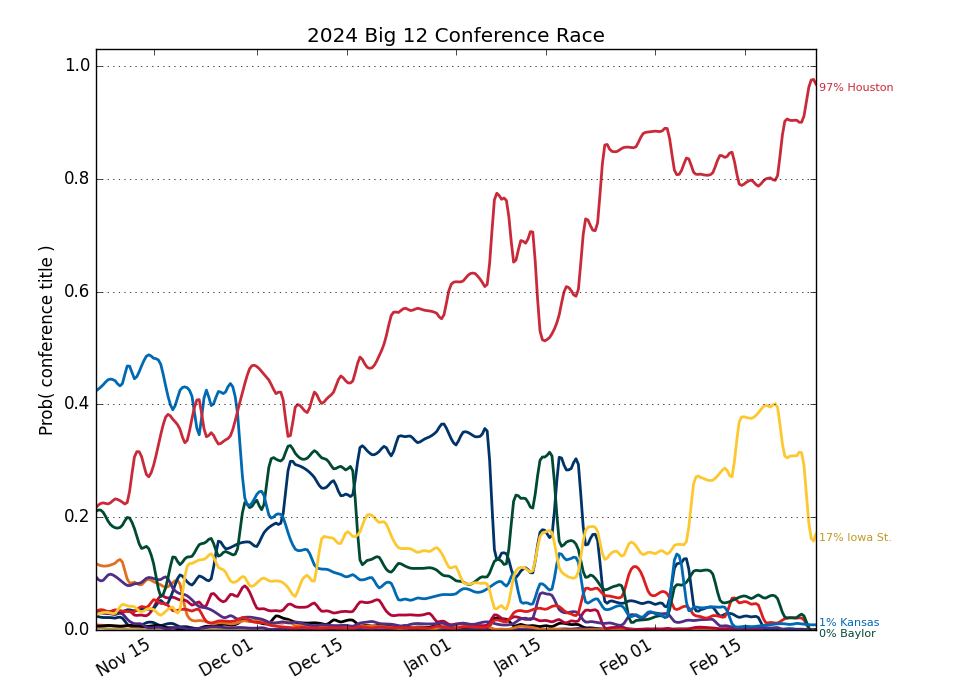 2024 Big 12 Conference Race
Prob( conference title )
1.0
0.8
0.6
0.4
0.2
0.0
97% Houston
17% Iowa St.
1% Kansas
0% Baylor
Nov 15
Dec 01
Dec 15
Jan 01
Jan 15
Feb 01
Feb 15